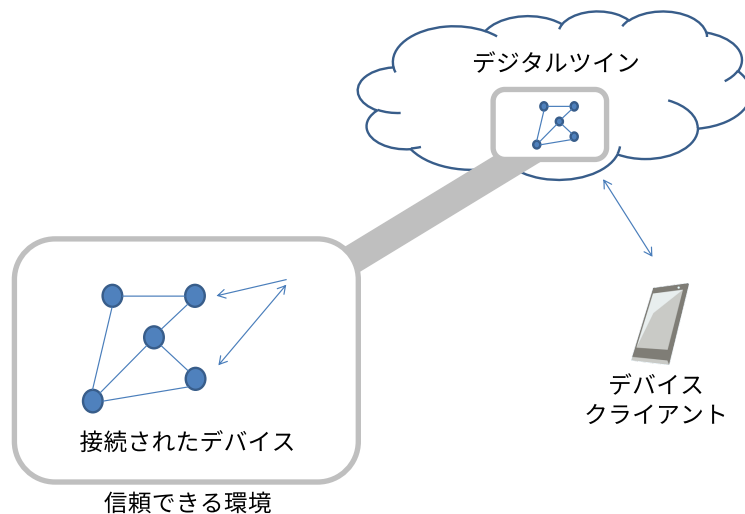 デジタルツイン
デバイス
クライアント
接続されたデバイス
信頼できる環境